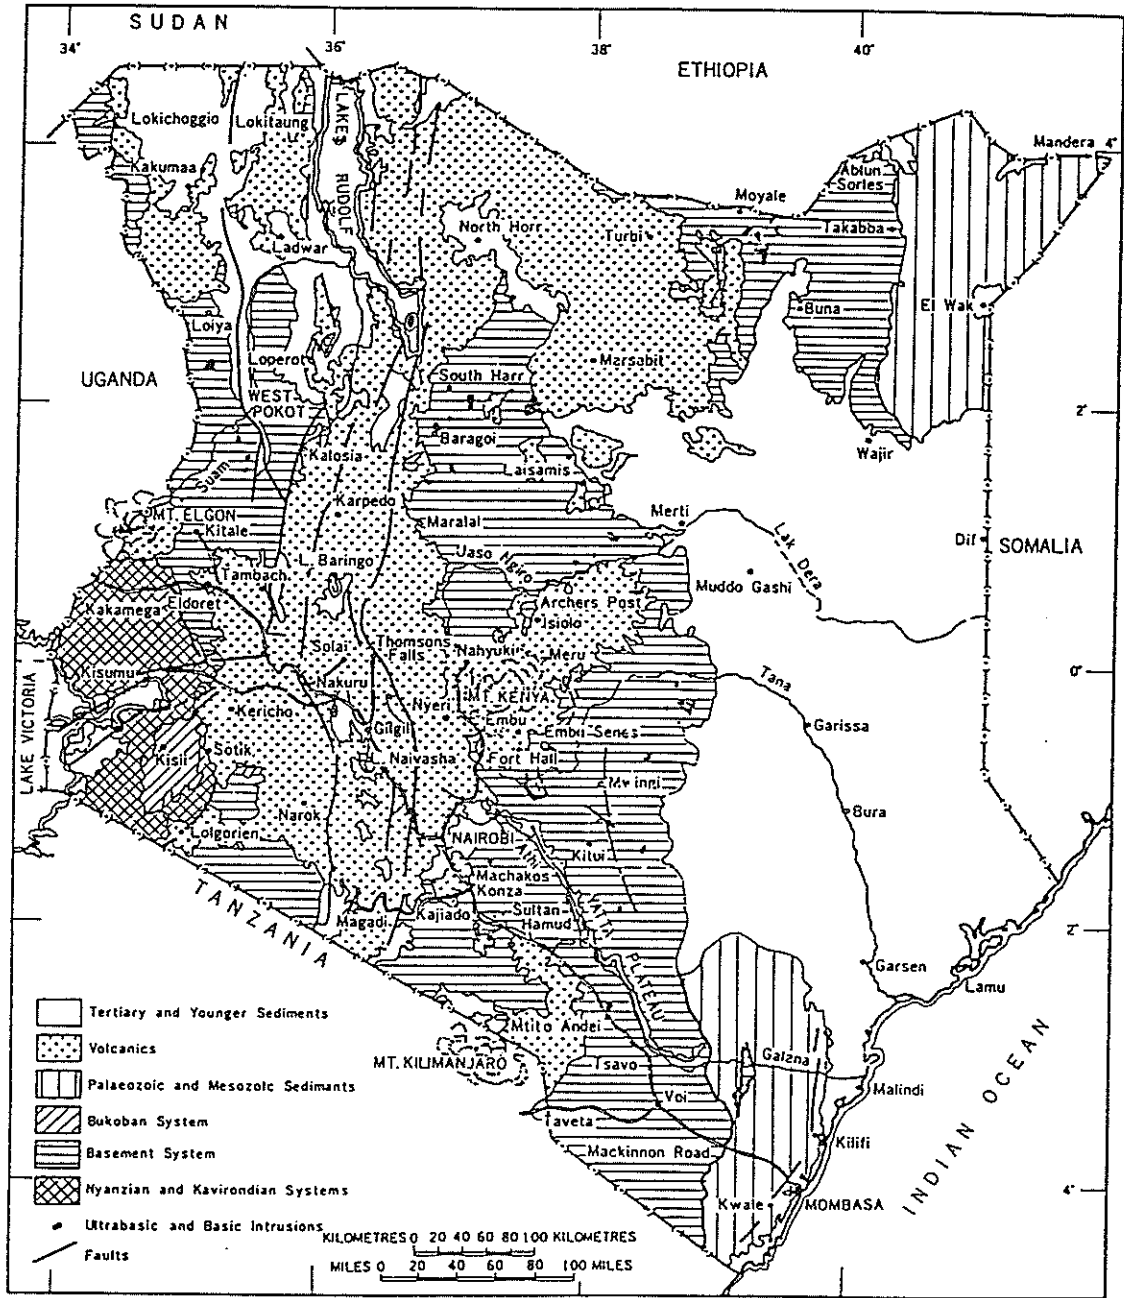 SUDAN
34°
36°
38°
40°
ETHIOPIA
Lokichoggio
Lokitaung
LAKES
RUDOLF
Mandera
4°
Kakumaa
Ablun
Sorles
Moyale
North Horr
Turbi
Takabba
Ladwar
El Wak
Buna
Loiya
Loperot
Marsabit
UGANDA
South Harr
WEST
POKOT
2°
Baragoi
Wajir
Kalosia
Laisamis
Suam
Karpedo
MT. ELGON
Merti
Kitale
Maralal
Lak Dera
Dif
SOMALIA
L. Baringo
Uaso Ngiro
Tambach
Muddo Gashi
Kakamega
Eldoret
Archers Post
Isiolo
Solai
Thomsons
Falls
Nahyuki
Meru
Kisumu
0°
Nakuru
MT. KENYA
Tana
LAKE VICTORIA
Kericho
Nyeri
Embu
Garissa
Gilgil
Embu Senes
Kisii
Sotik
L. Naivasha
Fort Hall
Mwingi
Narok
Bura
Lolgorien
NAIROBI
Athi
Kitui
Machakos
Konza
TANZANIA
YATTA
PLATEAU
Magadi
Kajiado
Sultan
Hamud
2°
Garsen
Lamu
Tertiary and Younger Sediments
Mtito Andei
Volcanics
MT. KILIMANJARO
Galzna
Tsavo
Palaeozoic and Mesozolc Sedimants
Malindi
Voi
Bukoban System
Taveta
INDIAN OCEAN
Kilifi
Basement System
Mackinnon Road
Nyanzian and Kavirondian Systems
Kwale
MOMBASA
4°
Ultrabasic and Basic Intrusions
KILOMETRES 0 20 40 60 80 100 KILOMETRES
Faults
MILES 0 20 40 60 80 100 MILES